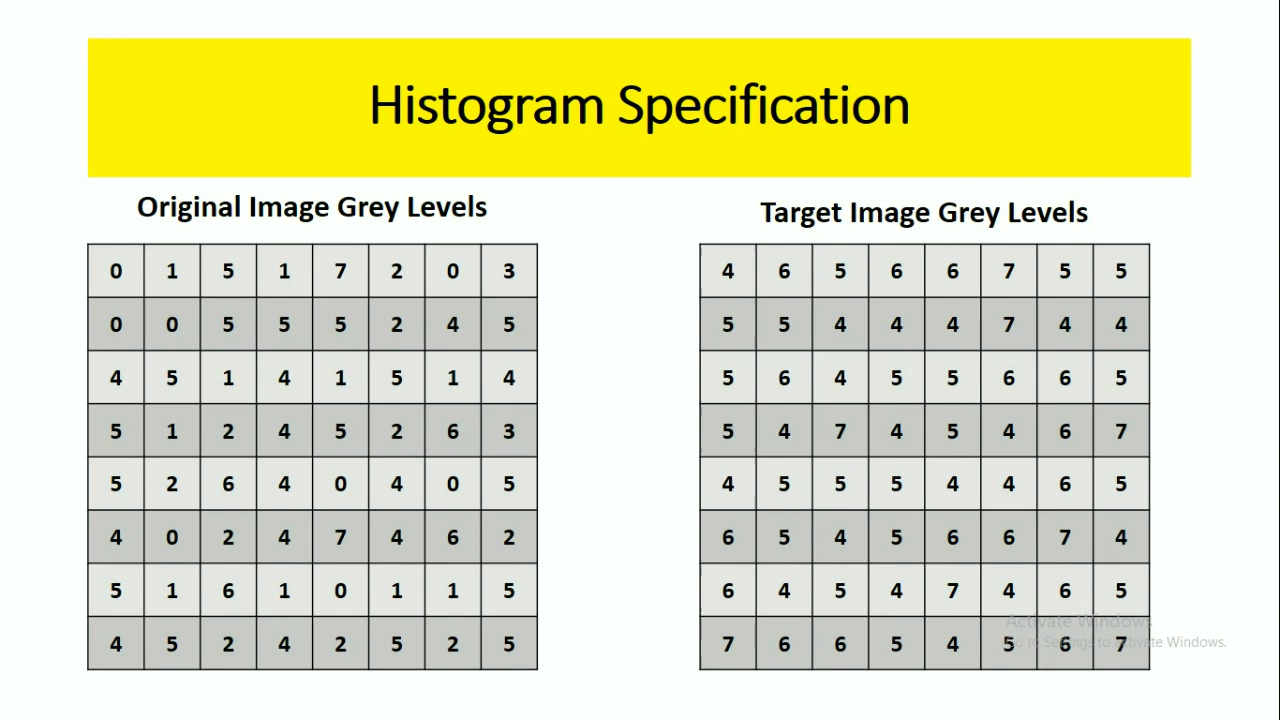 Histogram Specification
Original Image Grey Levels
Target Image Grey Levels
0 1 5 1 7 2 0 3
0 0 5 5 5 2 4 5
4 5 1 4 1 5 1 4
5 1 2 4 5 2 6 3
5 2 6 4 0 4 0 5
4 0 2 4 7 4 6 2
5 1 6 1 0 1 1 5
4 5 2 4 2 5 2 5
4 6 5 6 6 7 5 5
5 5 4 4 4 7 4 4
5 6 4 5 5 6 6 5
5 4 7 4 5 4 6 7
4 5 5 5 4 4 6 5
6 5 4 5 6 6 7 4
6 4 5 4 7 4 6 5
7 6 6 5 4 5 6 7
Activate Windows
Go to Settings to activate Windows.